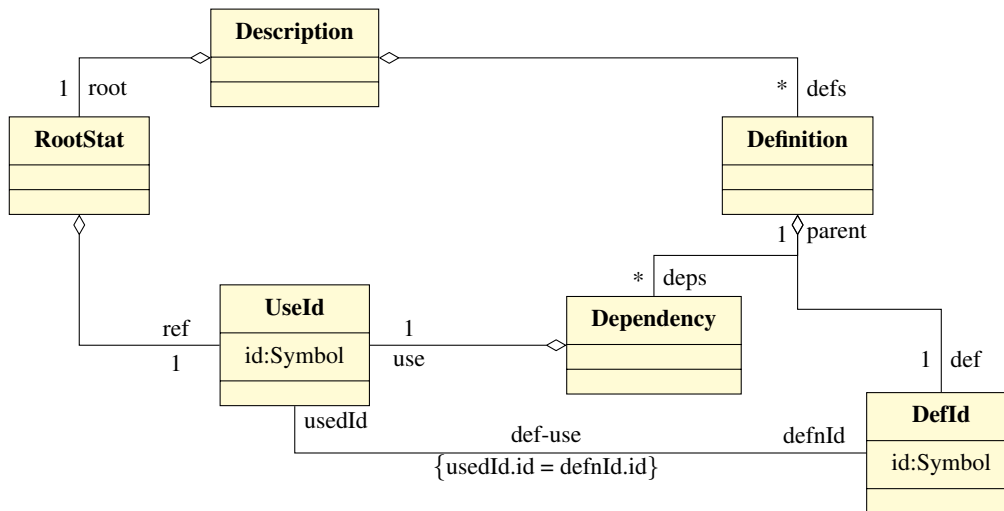 Description
1 root
* defs
RootStat
Definition
1 parent
* deps
UseId
id:Symbol
ref
1
1
use
Dependency
1 def
usedId
def-use
defnId
{usedId.id = defnId.id}
DefId
id:Symbol